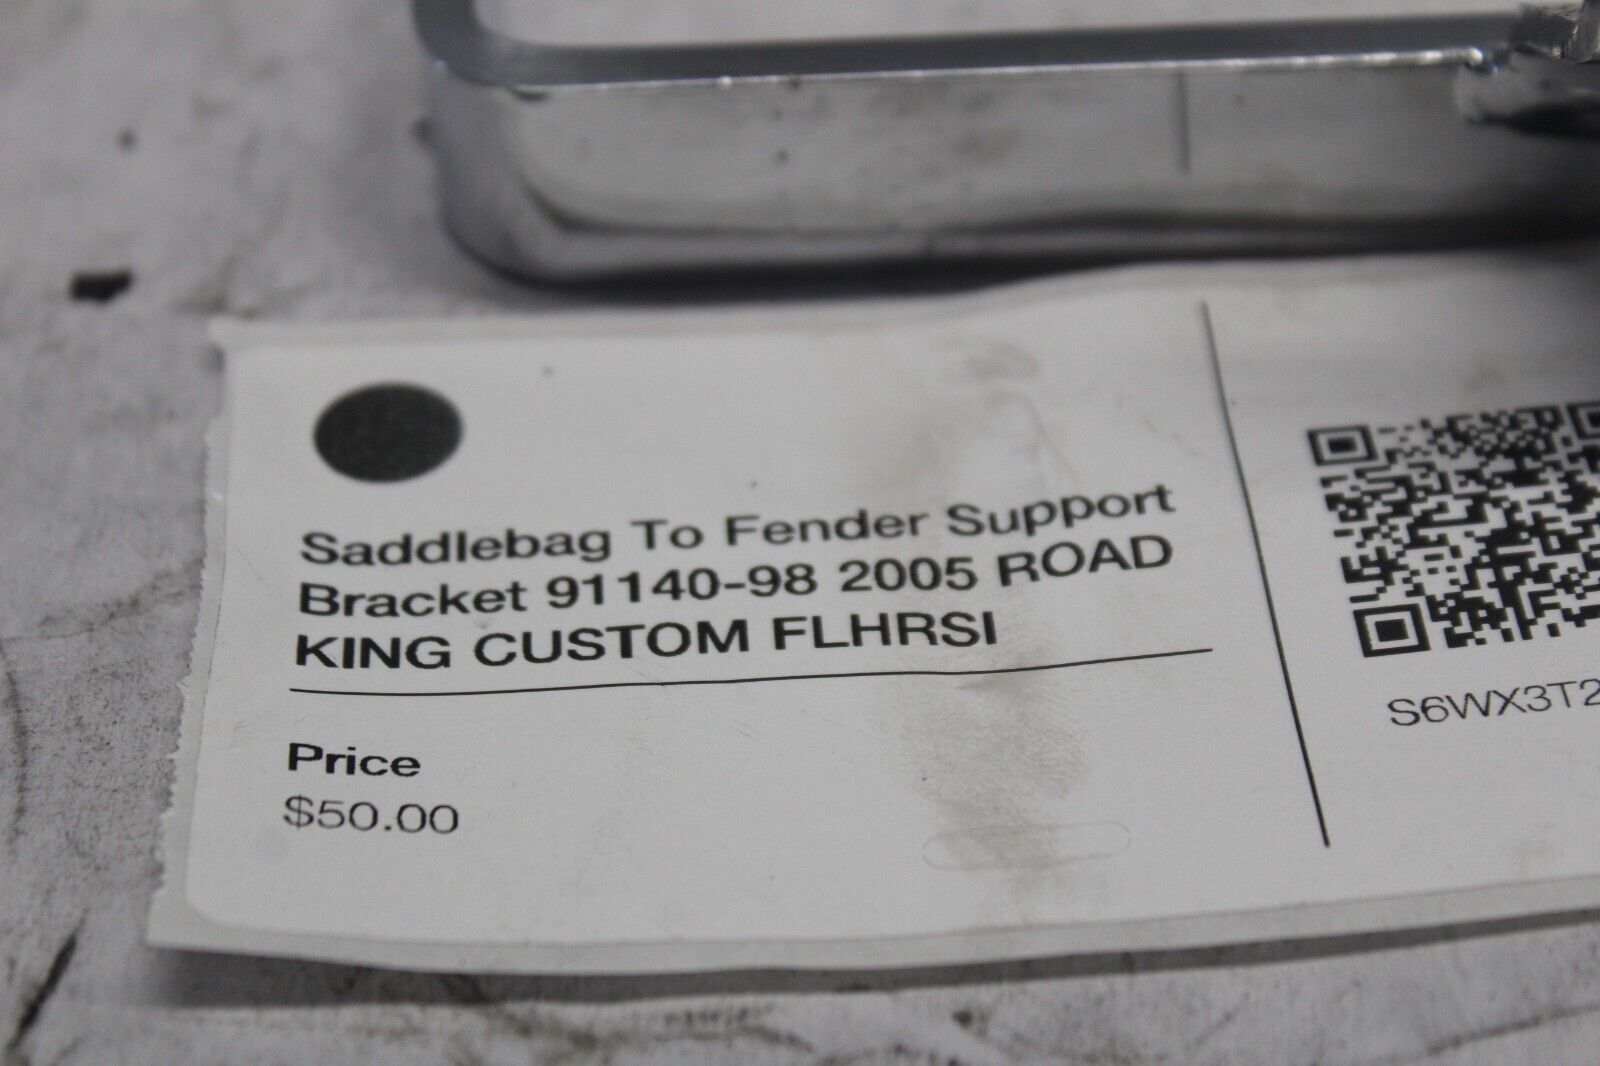 Saddlebag To Fender Support
Bracket 91140-98 2005 ROAD
KING CUSTOM FLHRSI
Price
$50.00
S6WX3T2